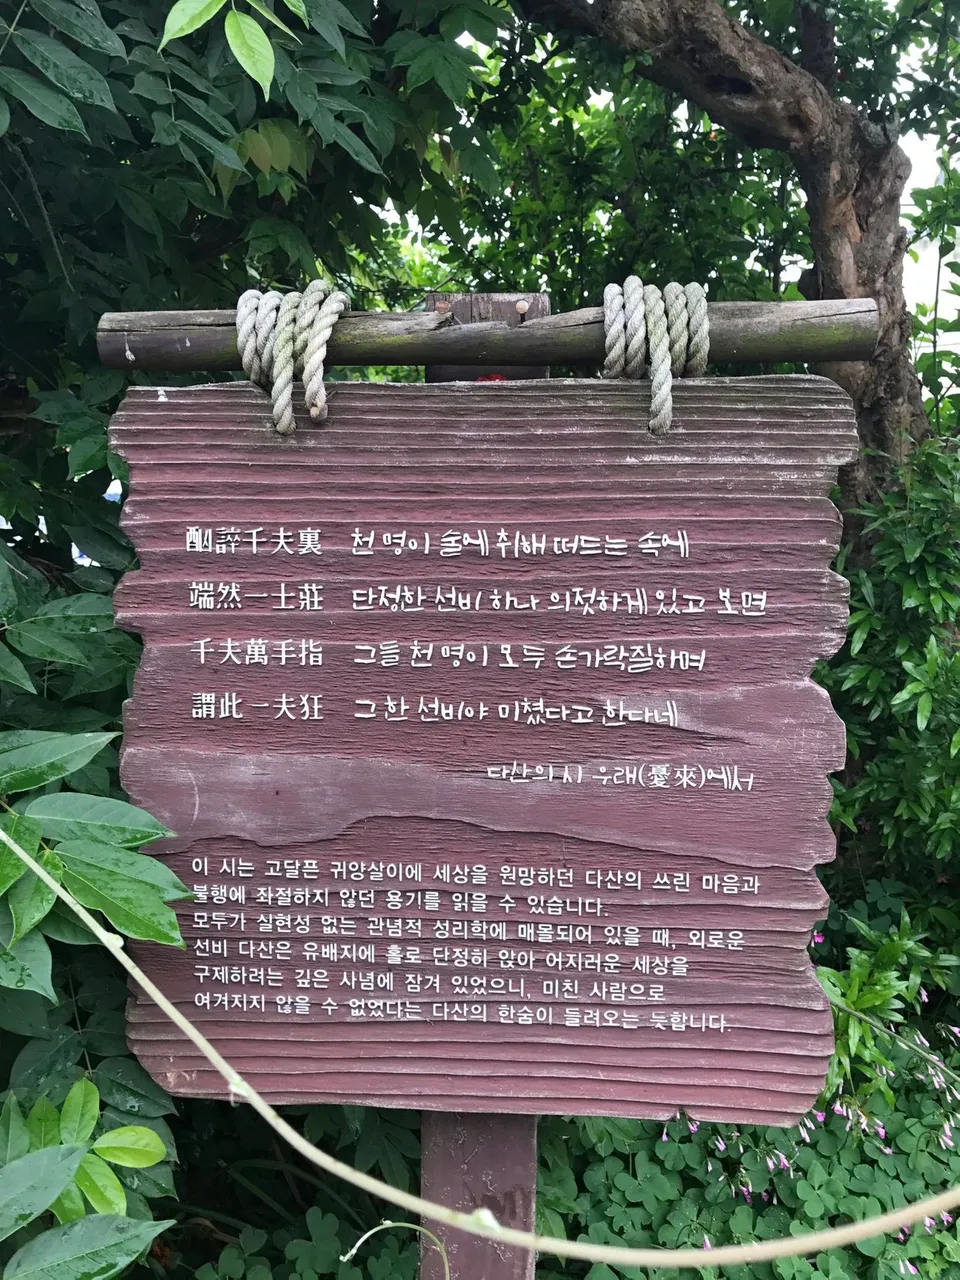 酗誶千夫裏 천 명이 술에 취해 떠드는 속에
端然一士莊 단정한 선비 하나 의젓하게 있고 보면
千夫萬手指 그들 천 명이 모두 손가락질하며
謂此一夫狂 그 한 선비야 미쳤다고 한다네
다산의 시 우래(憂來)에서
이 시는 고달픈 귀양살이에 세상을 원망하던 다산의 쓰린 마음과
불행에 좌절하지 않던 용기를 읽을 수 있습니다.
모두가 실현성 없는 관념적 성리학에 매몰되어 있을 때, 외로운
선비 다산은 유배지에 홀로 단정히 앉아 어지러운 세상을
구제하려는 깊은 사념에 잠겨 있었으니, 미친 사람으로
여겨지지 않을 수 없었다는 다산의 한숨이 들려오는 듯합니다.